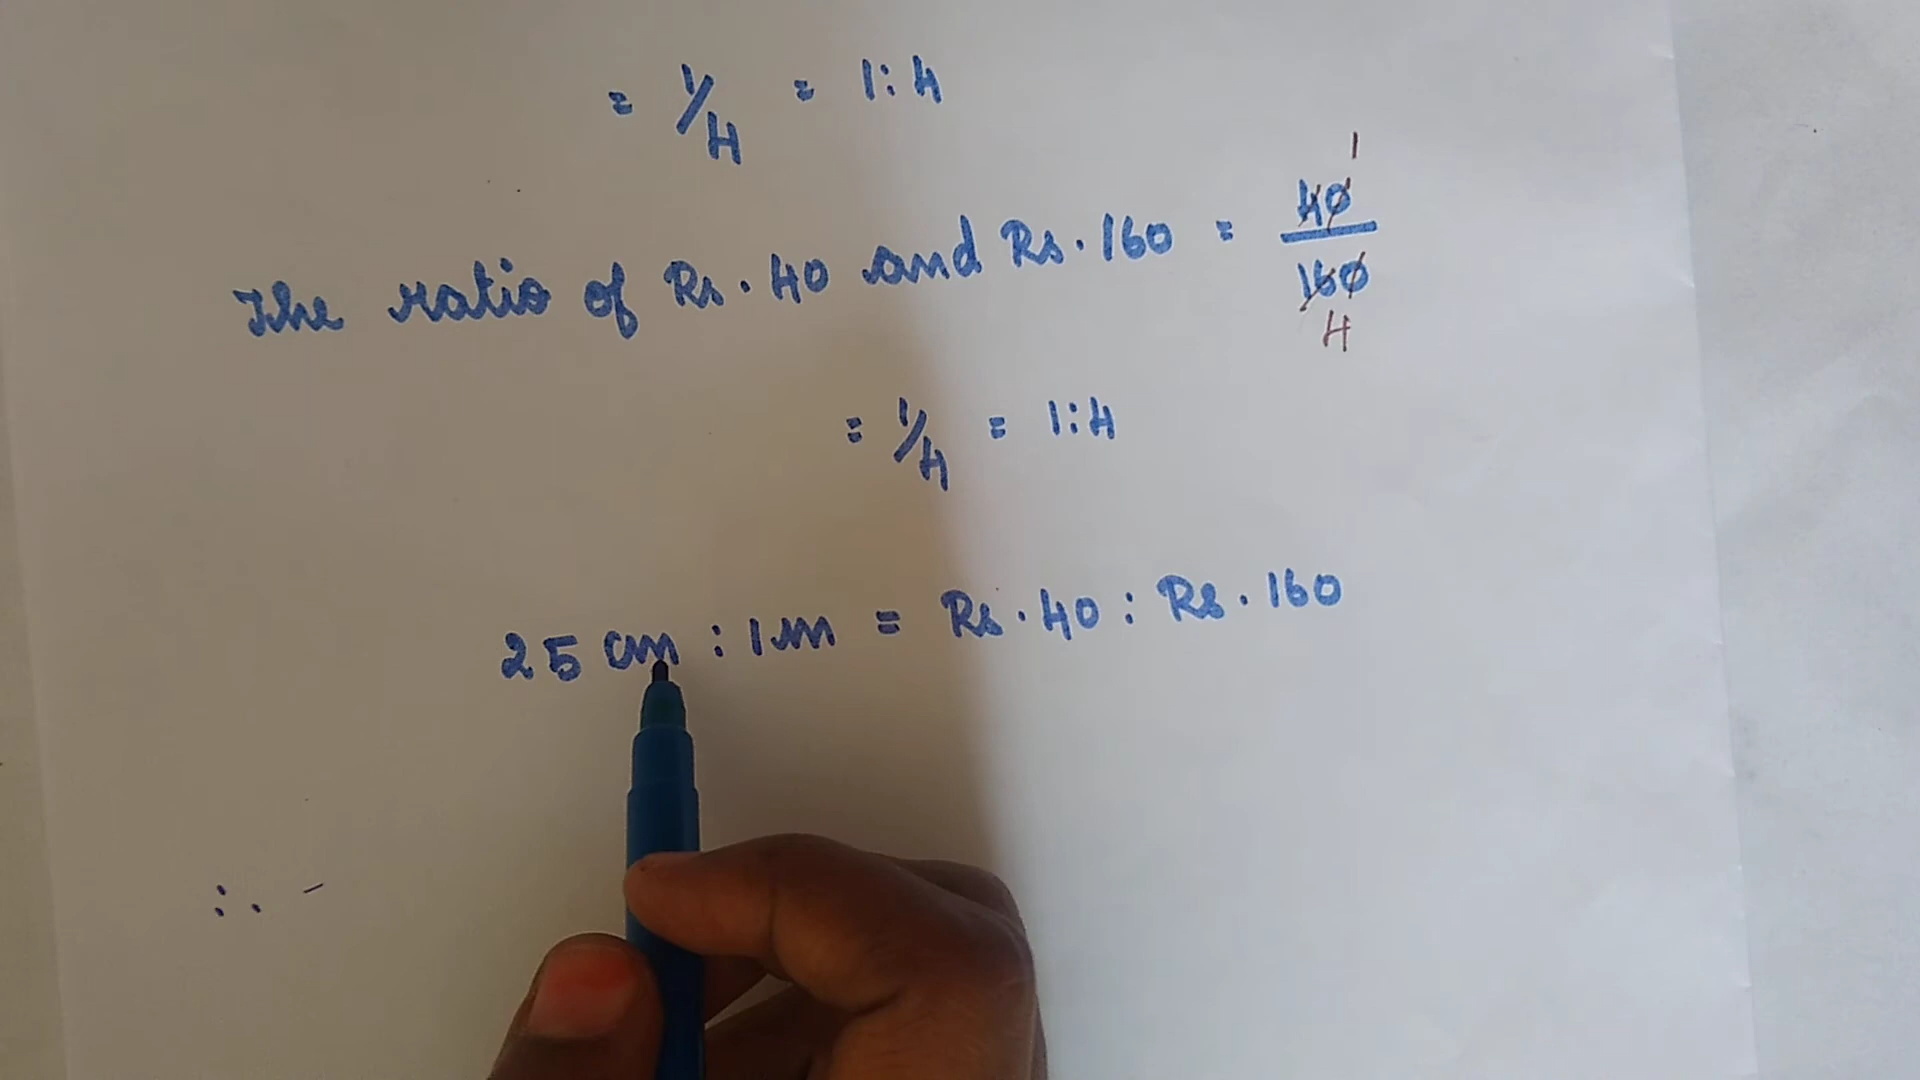 = 1/4 = 1:4
The ratio of Rs. 40 and Rs. 160 = 40/160
1
4
= 1/4 = 1:4
25 cm : 1 m = Rs. 40 : Rs. 160
∴ -